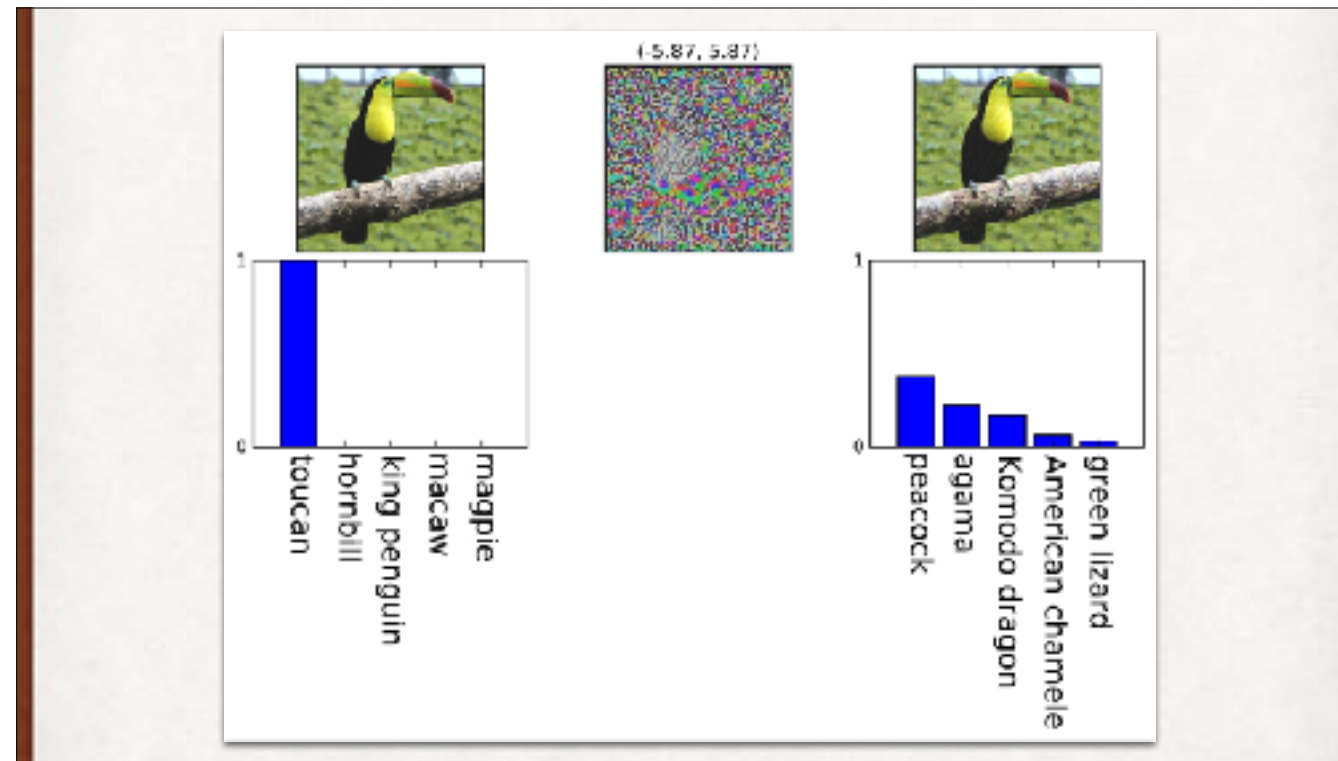 (-5.87, 5.87)
1
0
toucan
hornbill
king penguin
macaw
magpie
1
0
peacock
agama
Komodo dragon
American chamele
green lizard